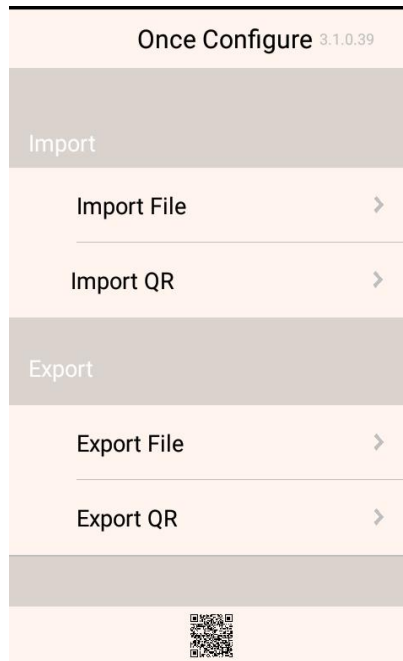 Once Configure 3.1.0.39
Import
Import File
Import QR
Export
Export File
Export QR